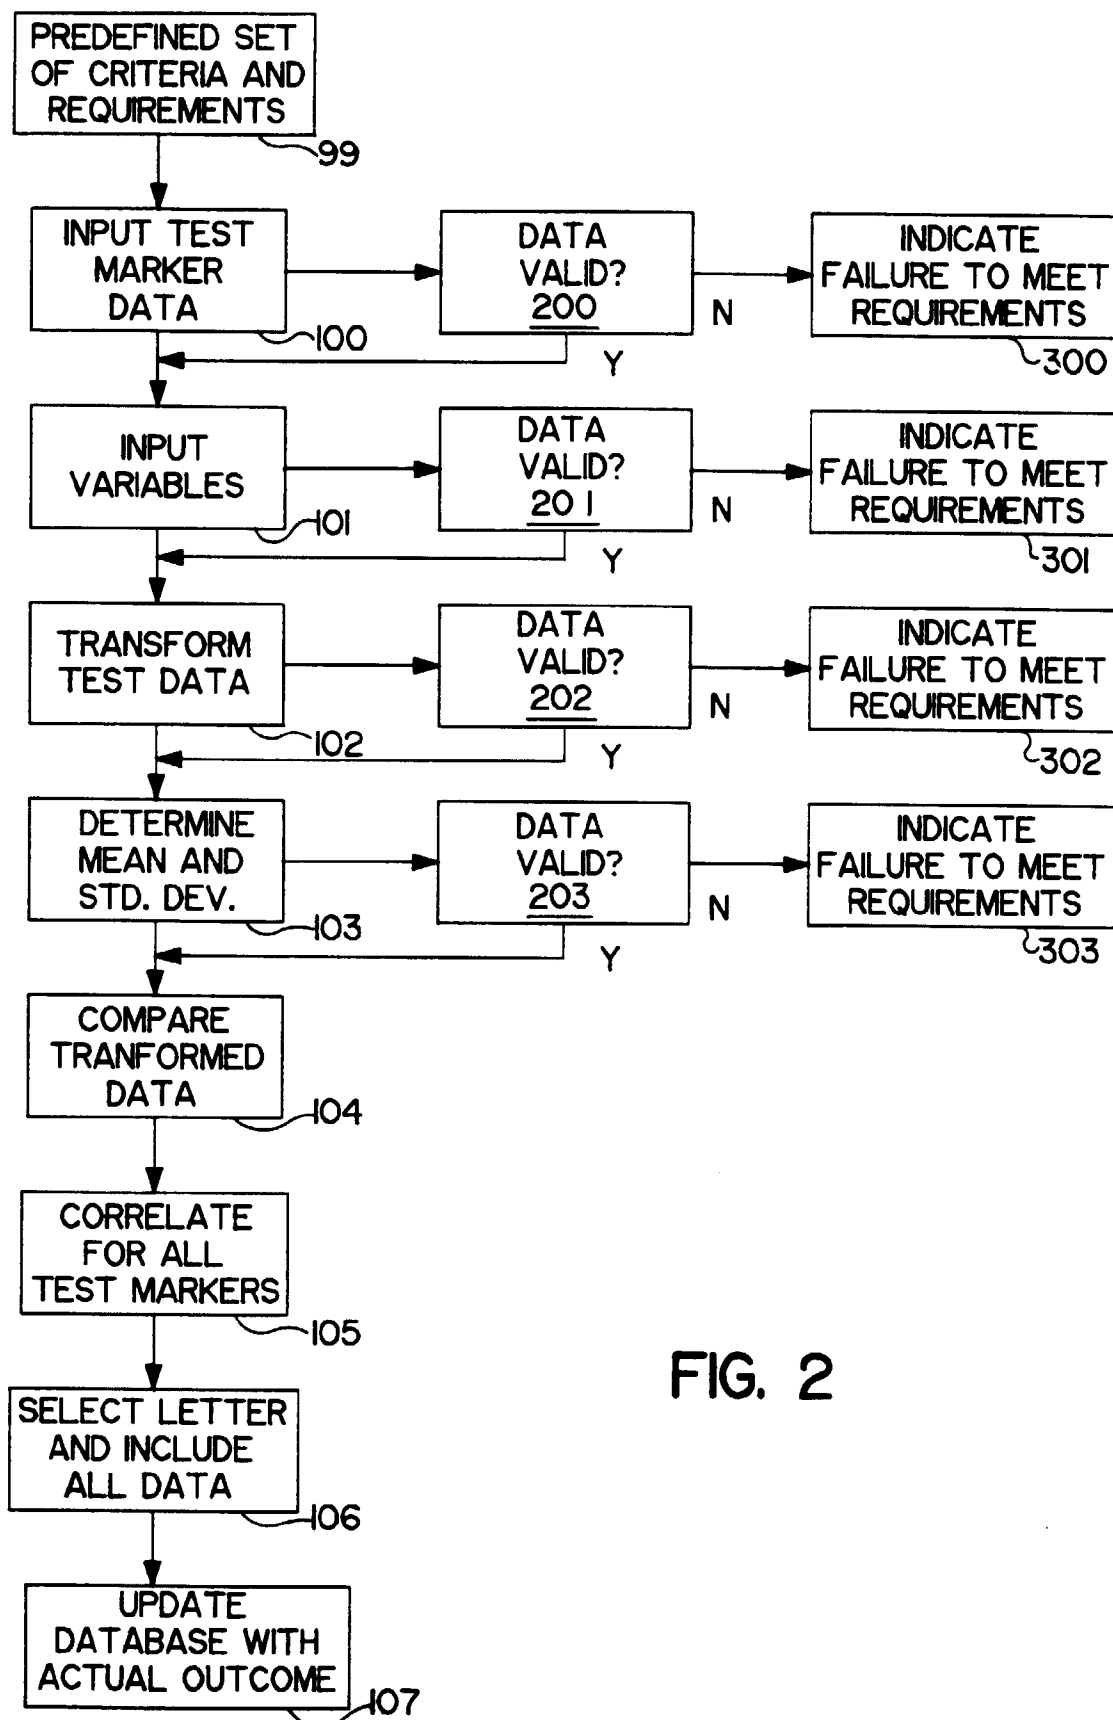 PREDEFINED SET
OF CRITERIA AND
REQUIREMENTS
99
INPUT TEST
MARKER
DATA
100
DATA
VALID?
200
N
Y
INDICATE
FAILURE TO MEET
REQUIREMENTS
300
INPUT
VARIABLES
101
DATA
VALID?
201
N
Y
INDICATE
FAILURE TO MEET
REQUIREMENTS
301
TRANSFORM
TEST DATA
102
DATA
VALID?
202
N
Y
INDICATE
FAILURE TO MEET
REQUIREMENTS
302
DETERMINE
MEAN AND
STD. DEV.
103
DATA
VALID?
203
N
Y
INDICATE
FAILURE TO MEET
REQUIREMENTS
303
COMPARE
TRANFORMED
DATA
104
CORRELATE
FOR ALL
TEST MARKERS
105
SELECT LETTER
AND INCLUDE
ALL DATA
106
UPDATE
DATABASE WITH
ACTUAL OUTCOME
107
FIG. 2